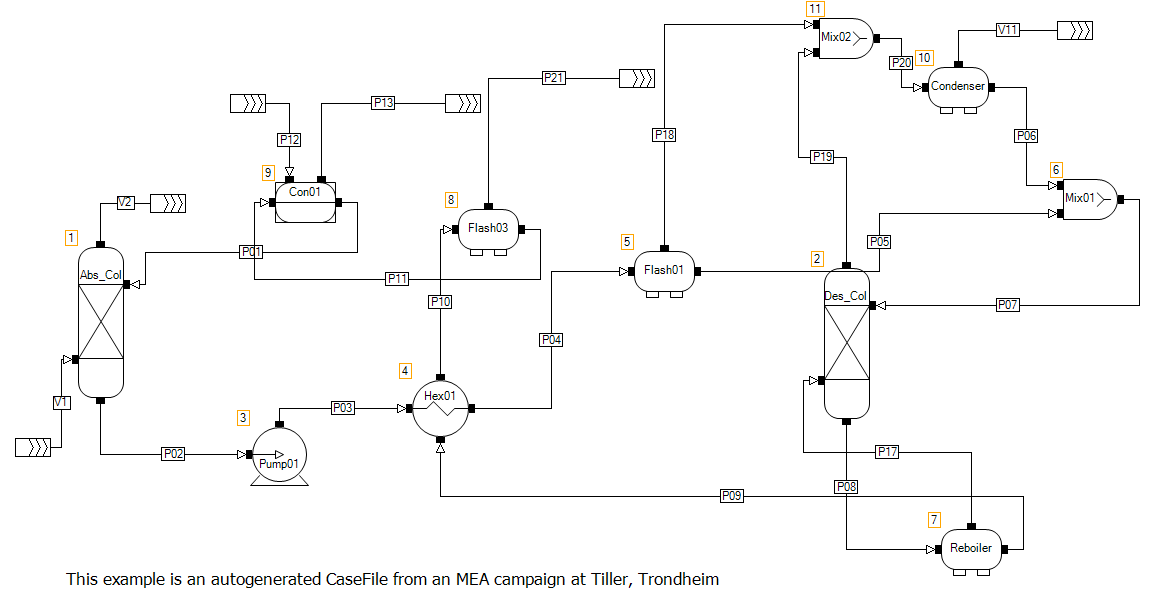 11
Mix02
V11
P20
10
Condenser
P21
P13
P12
P18
P06
P19
9
Con01
8
Flash03
6
Mix01
V2
1
P01
5
Flash01
P05
2
Abs_Col
P11
P10
Des_Col
P07
P04
4
Hex01
V1
3
P03
P02
Pump01
P17
P08
P09
7
Reboiler
This example is an autogenerated CaseFile from an MEA campaign at Tiller, Trondheim